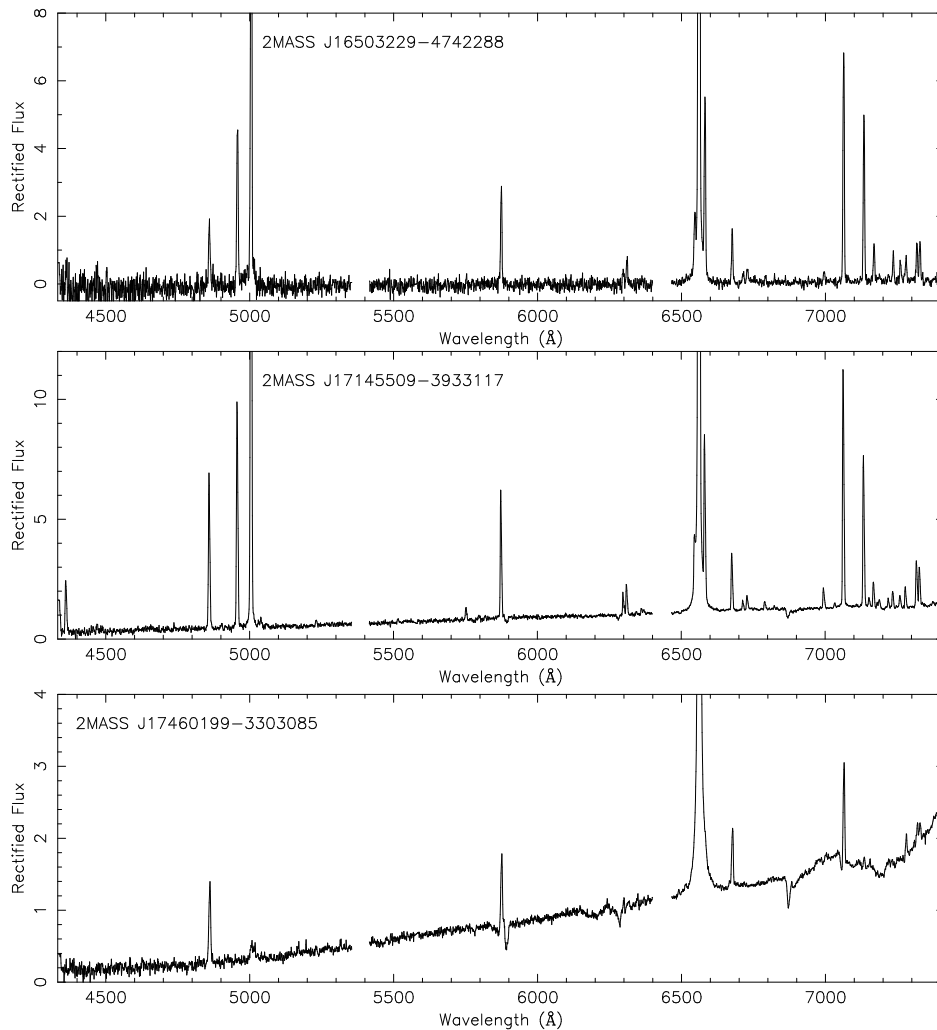 8
6
4
2
0
Rectified Flux
2MASS J16503229−4742288
4500 5000 5500 6000 6500 7000
Wavelength (Å)
10
5
0
Rectified Flux
2MASS J17145509−3933117
4500 5000 5500 6000 6500 7000
Wavelength (Å)
4
3
2
1
0
Rectified Flux
2MASS J17460199−3303085
4500 5000 5500 6000 6500 7000
Wavelength (Å)